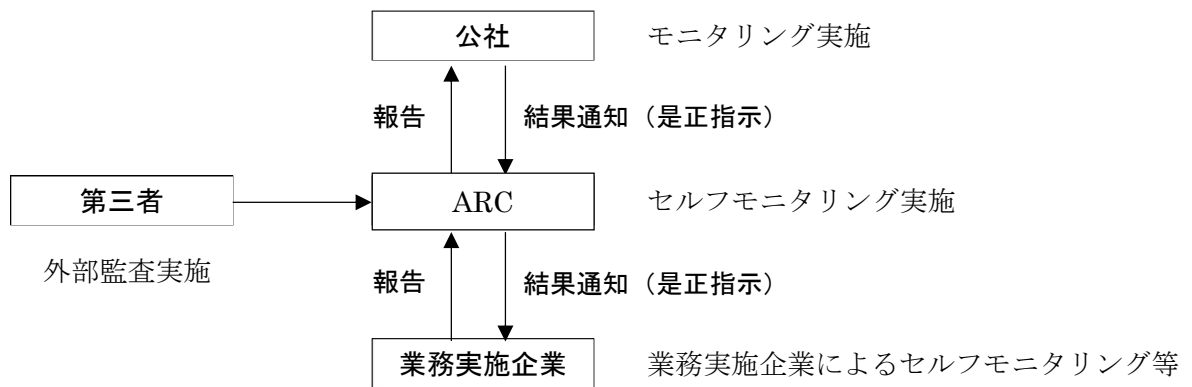 公社 モニタリング実施
報告 結果通知（是正指示）
第三者 ARC セルフモニタリング実施
外部監査実施
報告 結果通知（是正指示）
業務実施企業 業務実施企業によるセルフモニタリング等